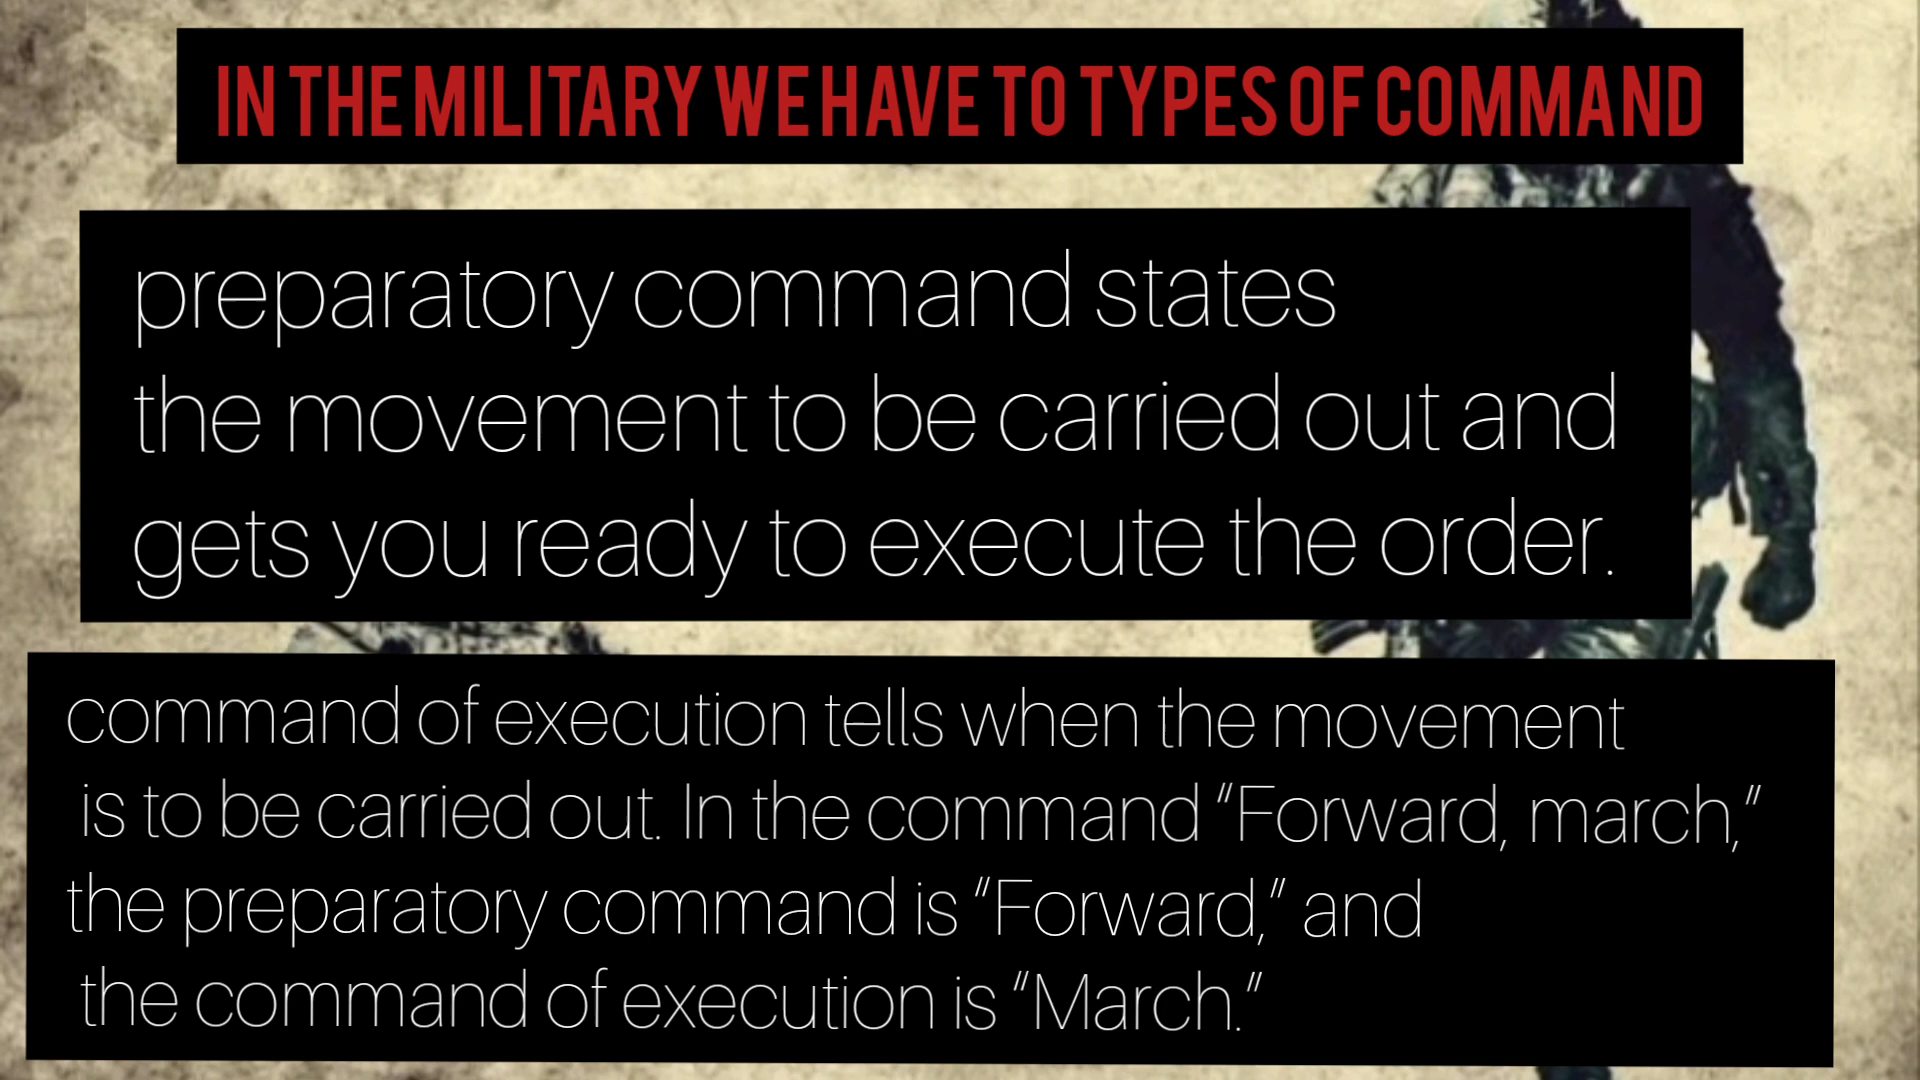 IN THE MILITARY WE HAVE TO TYPES OF COMMAND
preparatory command states
the movement to be carried out and
gets you ready to execute the order.
command of execution tells when the movement
is to be carried out. In the command “Forward, march,”
the preparatory command is “Forward,” and
the command of execution is “March.”